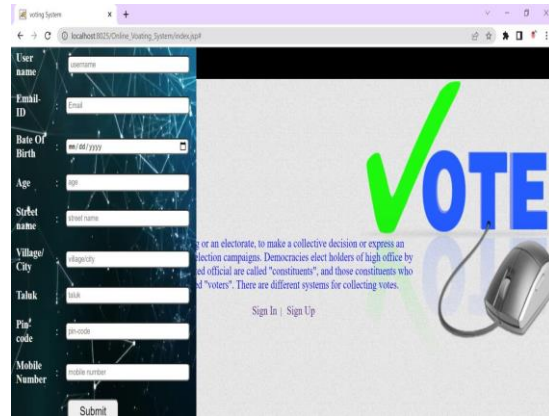 voting System
localhost:8025/Online_Voating_System/index.jsp#
User name : username
Email-ID : Email
Bate Of Birth : mm/dd/yyyy
Age : age
Street name : street name
Village/City : village/city
Taluk : taluk
Pin-code : pin-code
Mobile Number : mobile number
Submit
VOTE
or an electorate, to make a collective decision or express an
election campaigns. Democracies elect holders of high office by
official are called "constituents", and those constituents who
"voters". There are different systems for collecting votes.
Sign In | Sign Up